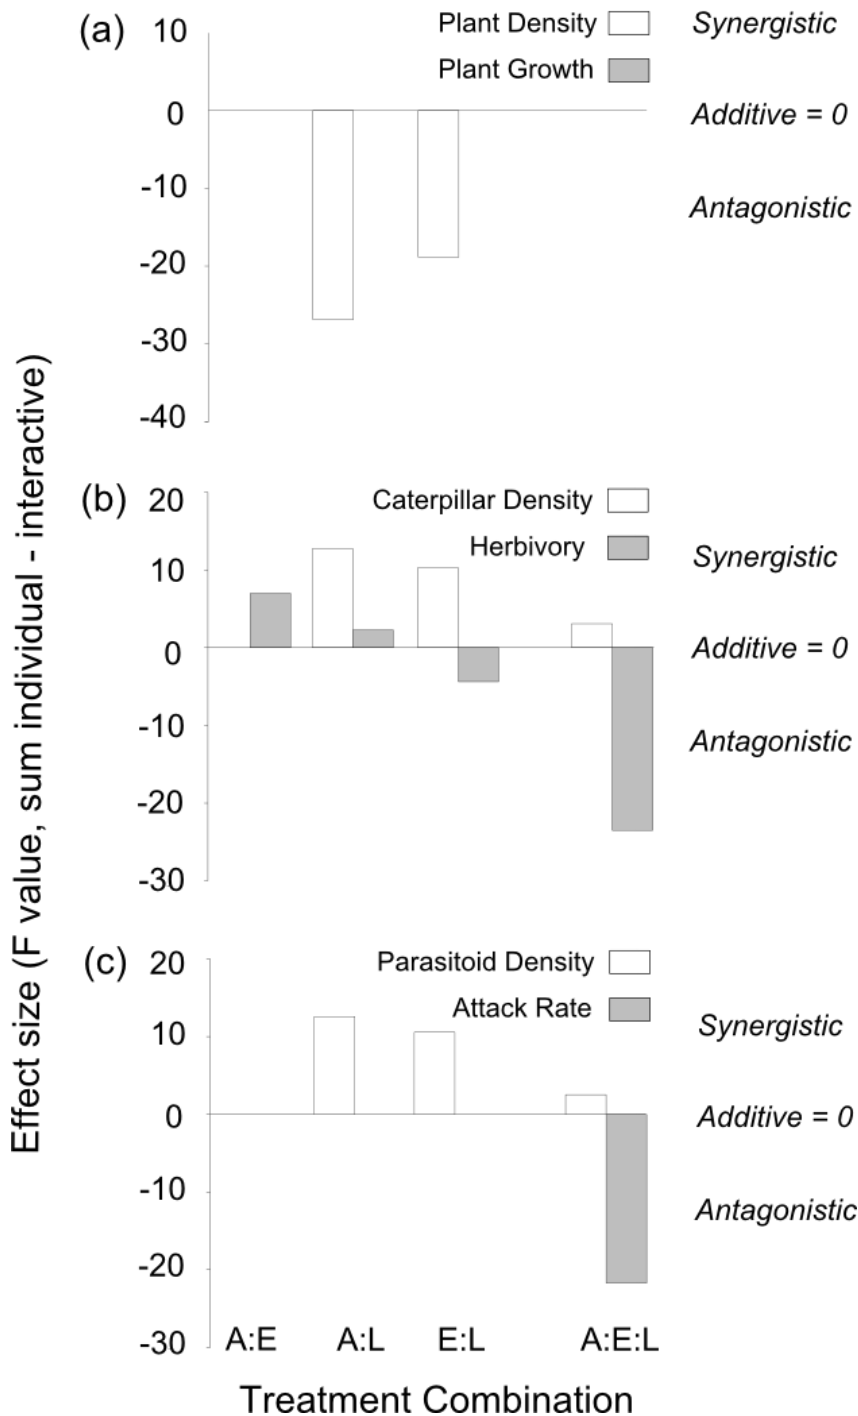 (a)
10
0
-10
-20
-30
-40
Plant Density
Plant Growth
Synergistic
Additive = 0
Antagonistic
(b)
20
10
0
-10
-20
-30
Caterpillar Density
Herbivory
Synergistic
Additive = 0
Antagonistic
(c)
20
10
0
-10
-20
-30
Parasitoid Density
Attack Rate
Synergistic
Additive = 0
Antagonistic
Effect size (F value, sum individual - interactive)
A:E A:L E:L A:E:L
Treatment Combination